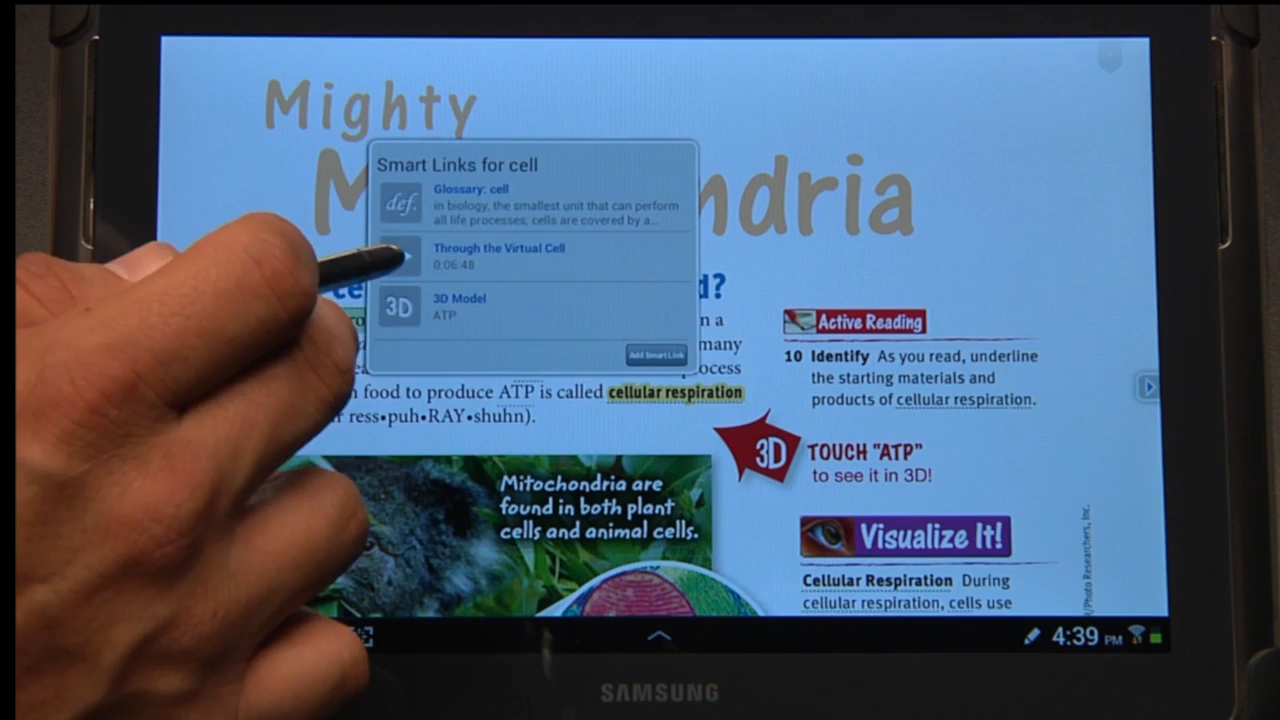 Mighty
M ndria
Smart Links for cell
def.
Glossary: cell
in biology, the smallest unit that can perform
all life processes; cells are covered by a...
Through the Virtual Cell
0:06:48
3D
3D Model
ATP
Add Smart Link
d?
n a
many
ocess
food to produce ATP is called cellular respiration
ress•puh•RAY•shuhn).
Mitochondria are
found in both plant
cells and animal cells.
Active Reading
10 Identify As you read, underline
the starting materials and
products of cellular respiration.
3D
TOUCH "ATP"
to see it in 3D!
Visualize It!
Cellular Respiration During
cellular respiration, cells use
/Photo Researchers, Inc.
4:39 PM
SAMSUNG